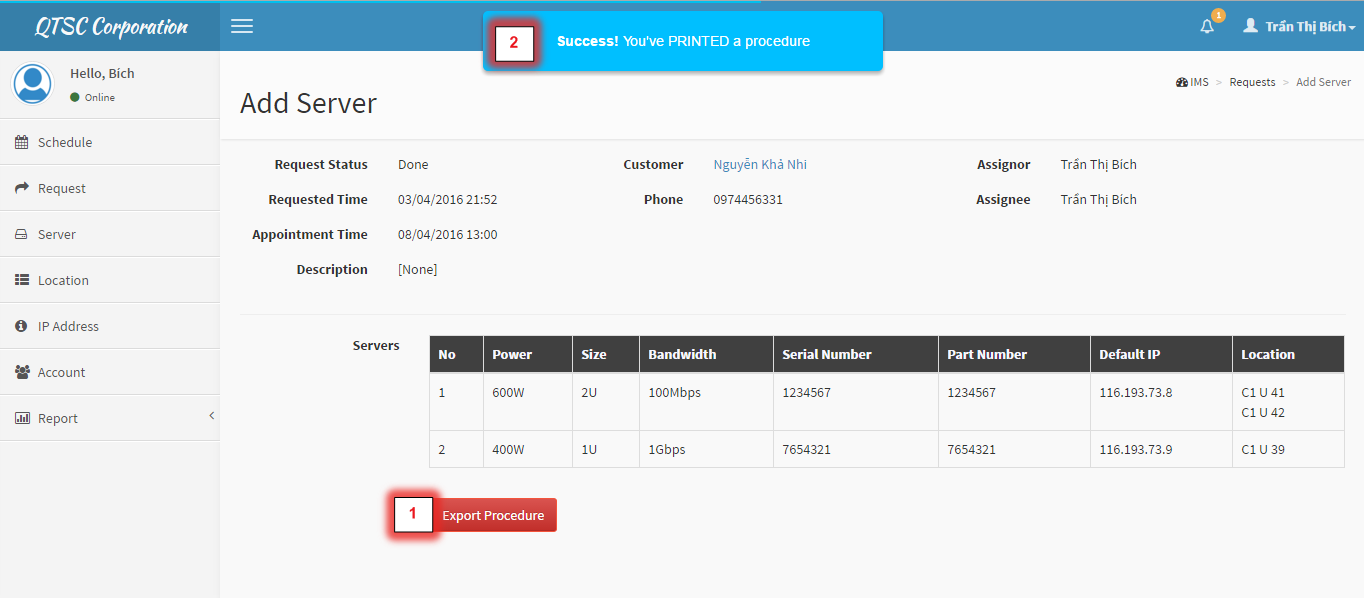 QTSC Corporation
2
Success! You've PRINTED a procedure
1
Trần Thị Bích
Hello, Bích
Online
IMS > Requests > Add Server
Add Server
Schedule
Request
Server
Location
IP Address
Account
Report
Request Status Done Customer Nguyễn Khả Nhi Assignor Trần Thị Bích
Requested Time 03/04/2016 21:52 Phone 0974456331 Assignee Trần Thị Bích
Appointment Time 08/04/2016 13:00
Description [None]
Servers
No Power Size Bandwidth Serial Number Part Number Default IP Location
1 600W 2U 100Mbps 1234567 1234567 116.193.73.8 C1 U 41
C1 U 42
2 400W 1U 1Gbps 7654321 7654321 116.193.73.9 C1 U 39
1
Export Procedure